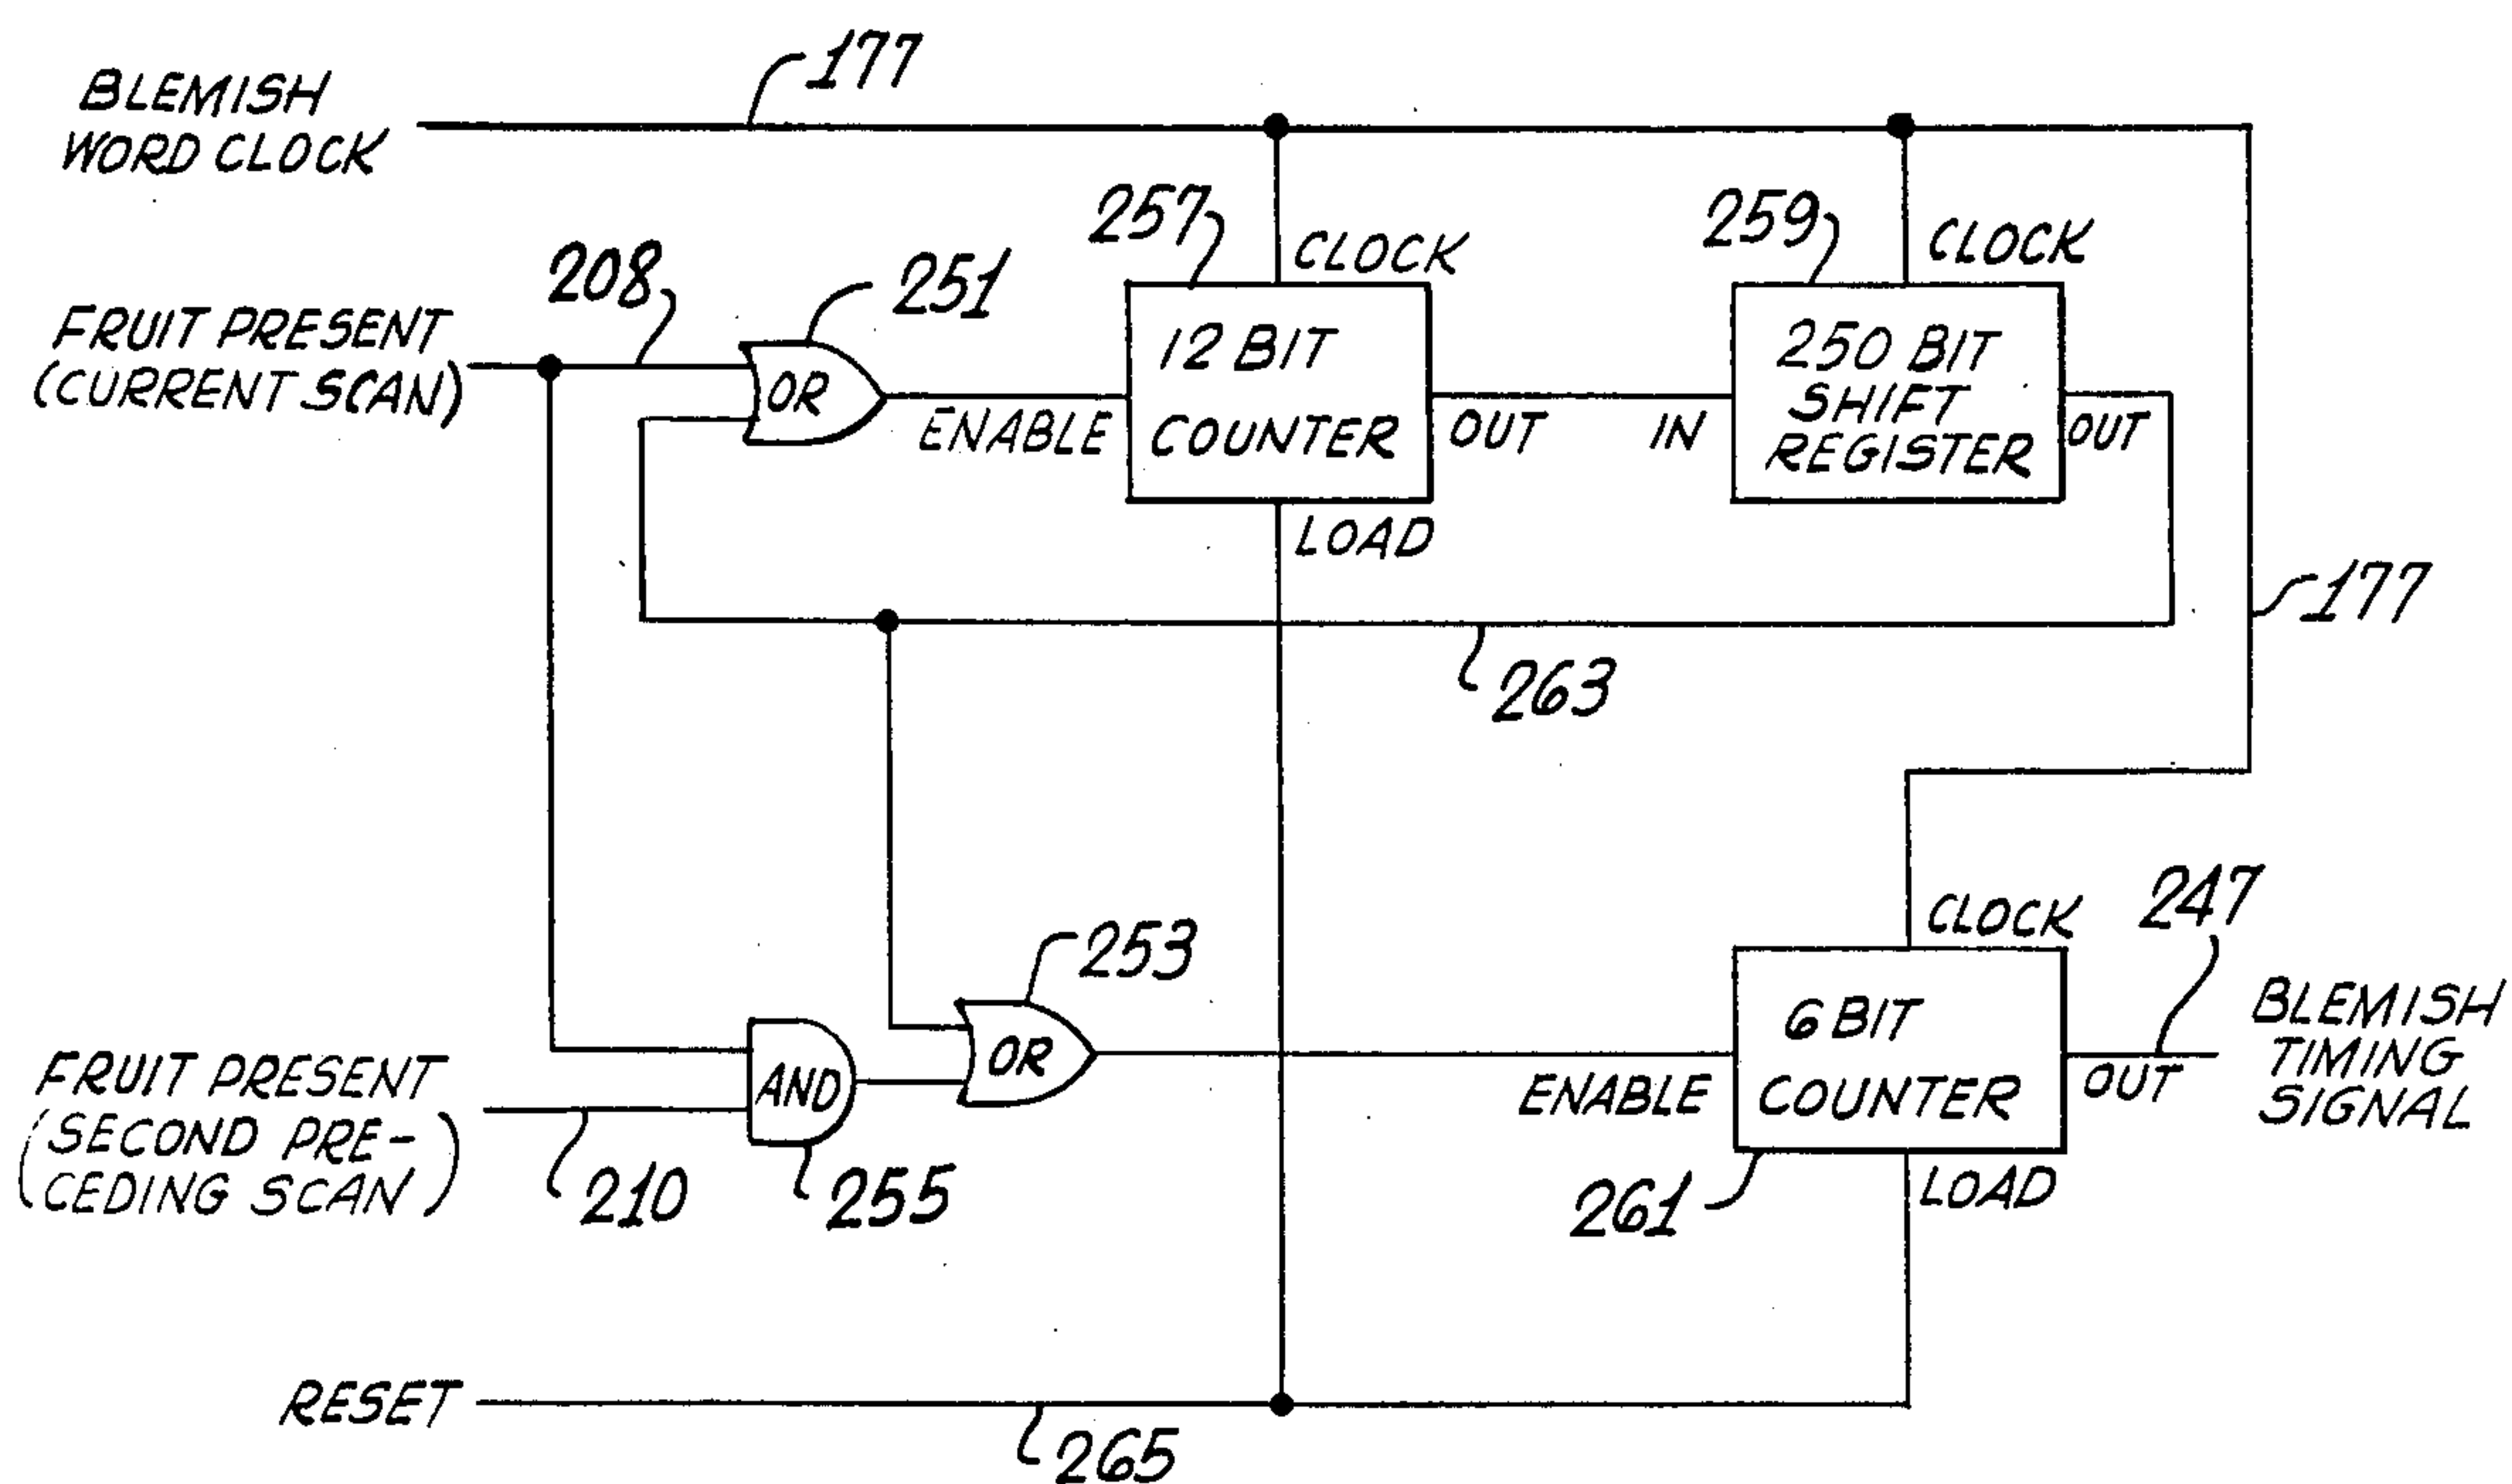 177
BLEMISH
WORD CLOCK
257
CLOCK
259
CLOCK
208
251
FRUIT PRESENT
(CURRENT SCAN)
OR
ENABLE
12 BIT
COUNTER
OUT
IN
250 BIT
SHIFT
REGISTER
OUT
LOAD
177
263
253
CLOCK
247
FRUIT PRESENT
(SECOND PRE-
CEDING SCAN)
AND
OR
ENABLE
6 BIT
COUNTER
OUT
BLEMISH
TIMING
SIGNAL
210
255
261
LOAD
RESET
265